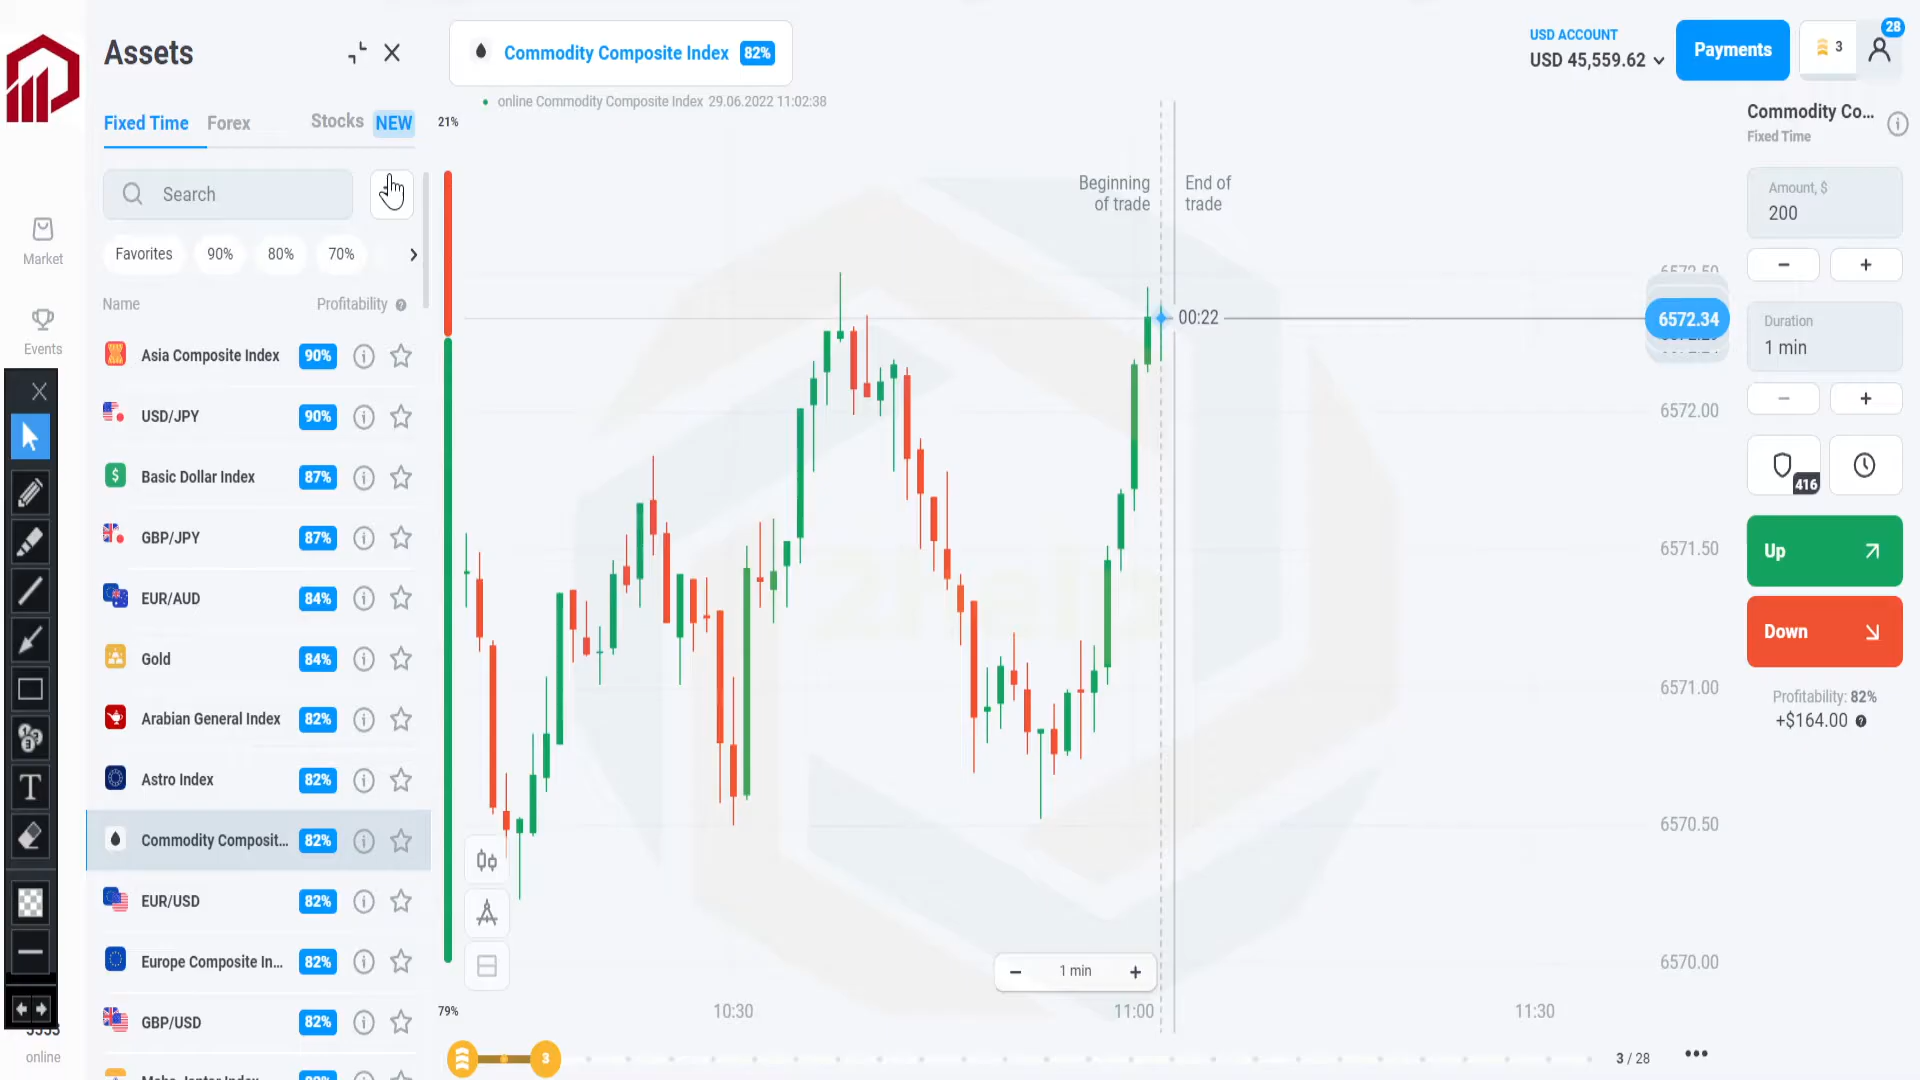 Assets
Fixed Time
Forex
Stocks
NEW
Search
Favorites
90%
80%
70%
Name
Profitability
Asia Composite Index
90%
USD/JPY
90%
Basic Dollar Index
87%
GBP/JPY
87%
EUR/AUD
84%
Gold
84%
Arabian General Index
82%
Astro Index
82%
Commodity Composit...
82%
EUR/USD
82%
Europe Composite In...
82%
GBP/USD
82%
Market
Events
online
Commodity Composite Index 82%
online Commodity Composite Index 29.06.2022 11:02:38
21%
79%
Beginning
of trade
End of
trade
00:22
6572.50
6572.34
6572.00
6571.50
6571.00
6570.50
6570.00
1 min
10:30
11:00
11:30
3
3 / 28
USD ACCOUNT
USD 45,559.62
Payments
3
28
Commodity Co...
Fixed Time
Amount, $
200
Duration
1 min
416
Up
Down
Profitability: 82%
+$164.00